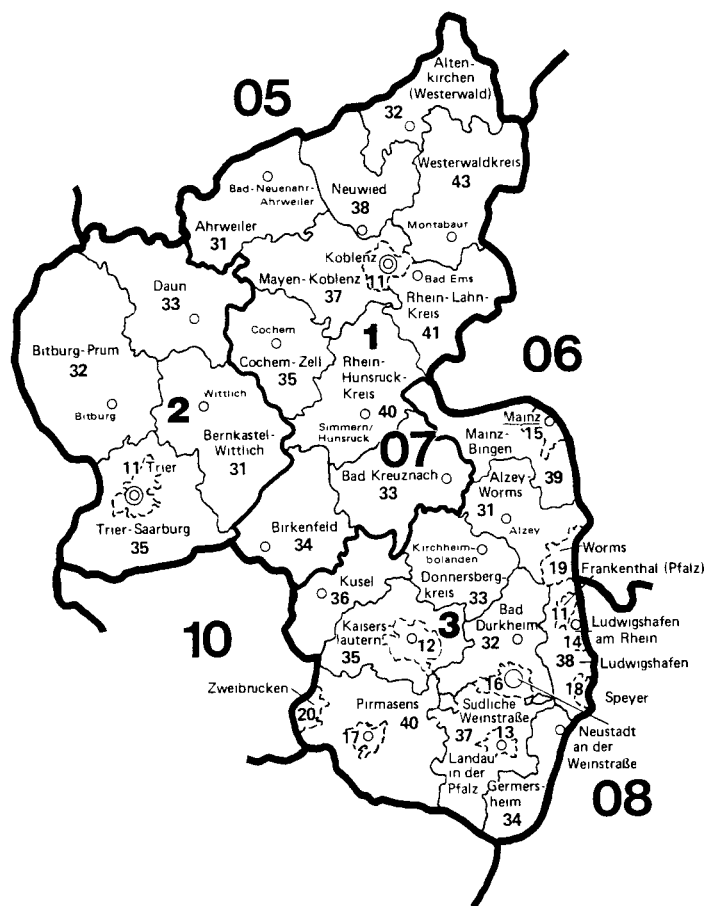 05
Alten-
kirchen
(Westerwald)
32
Westerwaldkreis
43
Bad-Neuenahr-
Ahrweiler
Neuwied
38
Ahrweiler
31
Montabaur
Koblenz
11
Bad Ems
Mayen-Koblenz
37
Rhein-Lahn-
Kreis
41
Daun
33
Cochem
Cochem-Zell
35
1
Rhein-
Hunsruck-
Kreis
40
Simmern/
Hunsruck
06
Bitburg-Prum
32
Bitburg
2
Wittlich
Bernkastel-
Wittlich
31
07
Mainz
15
Mainz-
Bingen
39
11
Trier
Trier-Saarburg
35
Bad Kreuznach
33
Alzey-
Worms
31
Alzey
Birkenfeld
34
Kirchheim-
bolanden
Donnersberg-
kreis
33
Worms
19
Frankenthal (Pfalz)
Kusel
36
10
Kaisers-
lautern
35
12
3
Bad
Durkheim
32
11
Ludwigshafen
am Rhein
14
38
Ludwigshafen
Zweibrucken
20
Pirmasens
40
17
16
18
Speyer
Sudliche
Weinstraße
37
13
Landau
in der
Pfalz
Neustadt
an der
Weinstraße
Germers-
heim
34
08